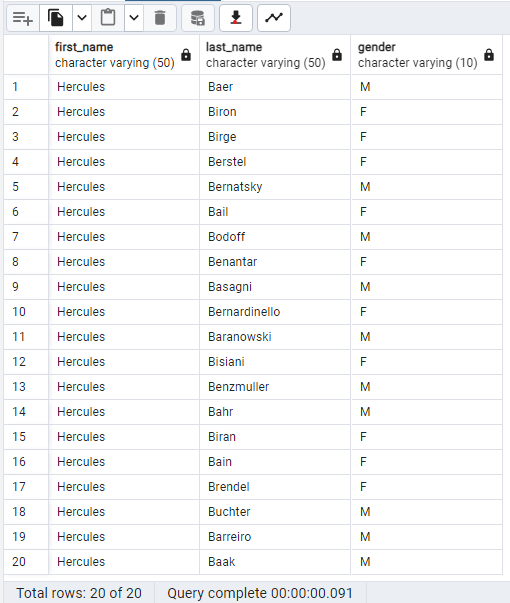 first_name last_name gender
character varying (50) character varying (50) character varying (10)
1 Hercules Baer M
2 Hercules Biron F
3 Hercules Birge F
4 Hercules Berstel F
5 Hercules Bernatsky M
6 Hercules Bail F
7 Hercules Bodoff M
8 Hercules Benantar F
9 Hercules Basagni M
10 Hercules Bernardinello F
11 Hercules Baranowski M
12 Hercules Bisiani F
13 Hercules Benzmuller M
14 Hercules Bahr M
15 Hercules Biran F
16 Hercules Bain F
17 Hercules Brendel F
18 Hercules Buchter M
19 Hercules Barreiro M
20 Hercules Baak M
Total rows: 20 of 20 Query complete 00:00:00.091